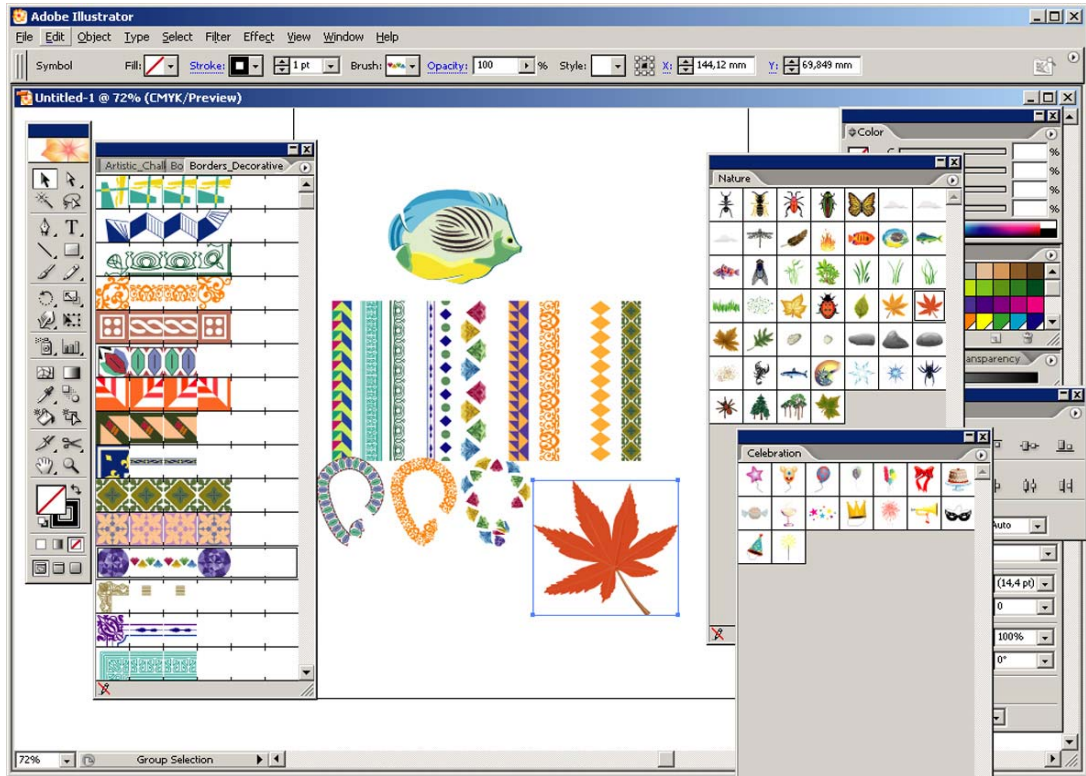 Adobe Illustrator
File Edit Object Type Select Filter Effect View Window Help
Symbol Fill: Stroke: 1 pt Brush: Opacity: 100 % Style: X: 144,12 mm Y: 69,849 mm
Untitled-1 @ 72% (CMYK/Preview)
Artistic_Chall Bo Borders_Decorative
Nature
Color
C %
%
%
%
ansparency
Celebration
Auto
(14,4 pt)
0
100%
0°
72% Group Selection